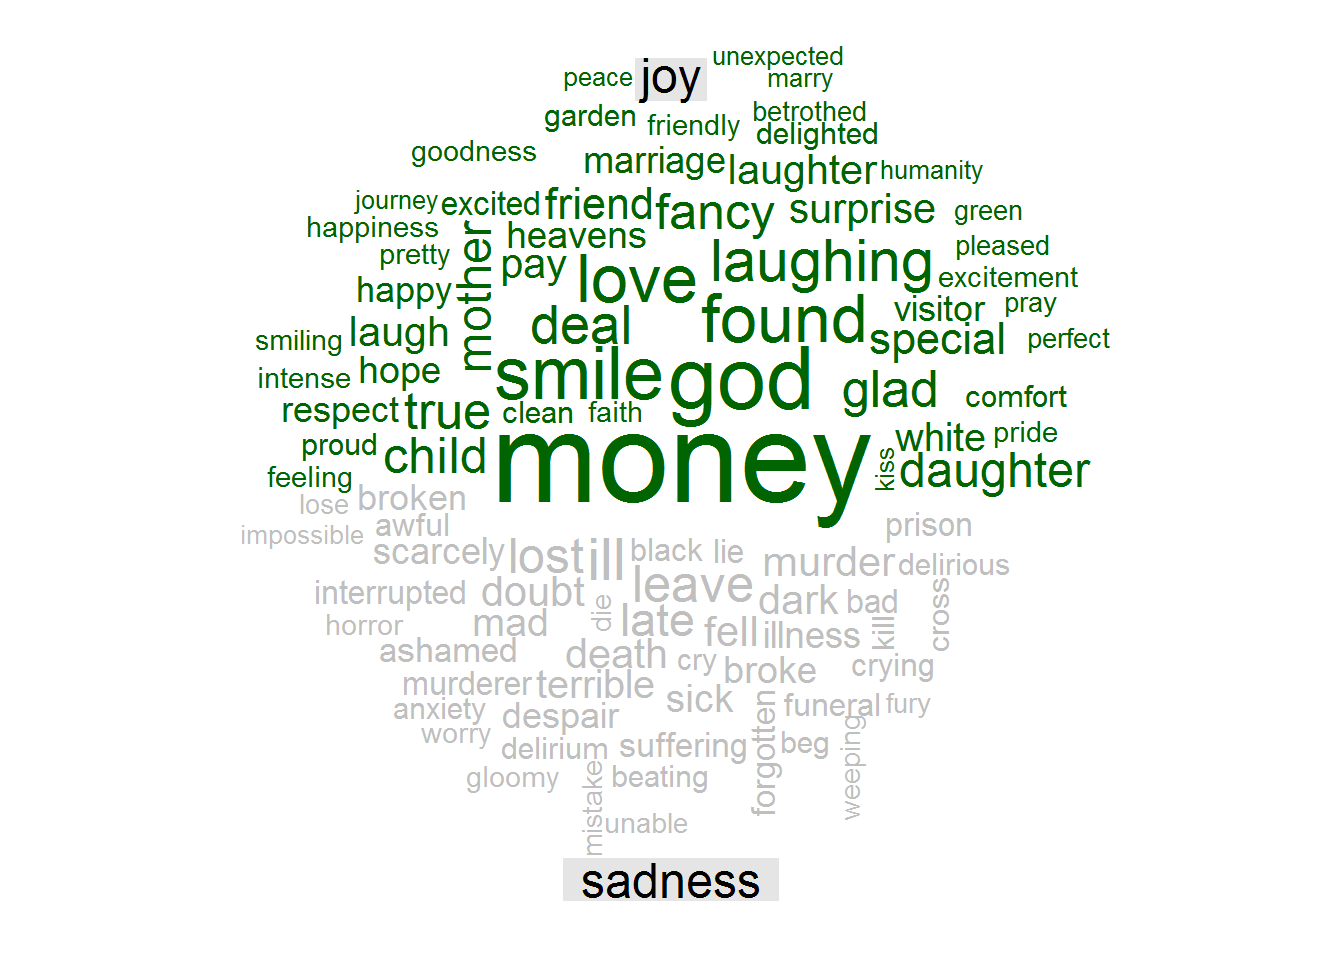 unexpected
peace joy marry
garden friendly betrothed
delighted
goodness marriage laughter humanity
journey excited friend fancy surprise green
happiness heavens pleased
pretty mother pay love laughing excitement
happy visitor pray
smiling laugh deal found special perfect
intense hope smile god glad comfort
respect true clean faith
proud child money white pride
feeling kiss daughter
lose broken
impossible awful prison
scarcely lost ill black lie murder delirious
interrupted doubt leave dark bad
horror mad die late fell illness kill cross
ashamed death cry broke crying
murderer terrible sick
anxiety despair forgotten funeral fury
worry delirium suffering beg weeping
gloomy beating
mistake unable
sadness